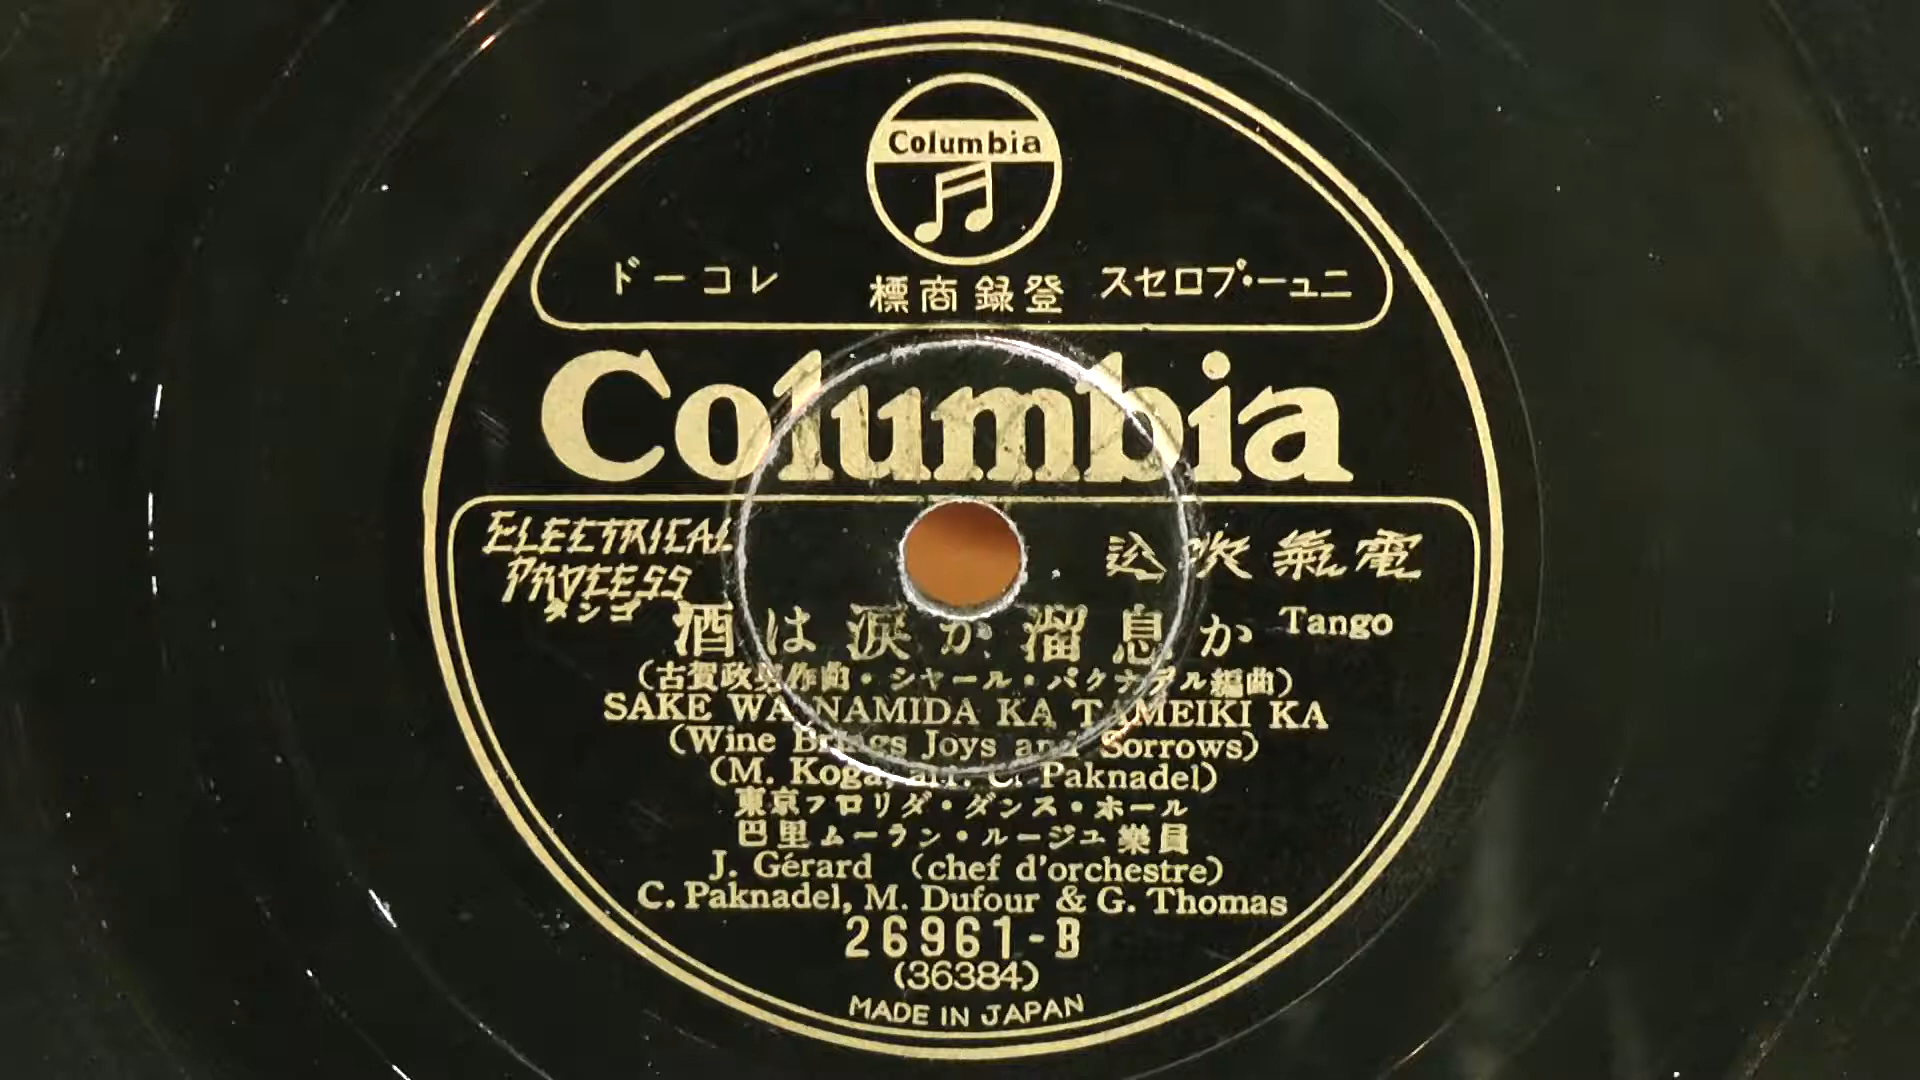 Columbia
ニュー・プロセス 登録商標 レコード
Columbia
ELECTRICAL
PROCESS
電氣吹込
タンゴ
酒は涙か溜息か Tango
(古賀政男作曲・シャール・パクナデル編曲)
SAKE WA NAMIDA KA TAMEIKI KA
(Wine Brings Joys and Sorrows)
(M. Koga, arr. C. Paknadel)
東京フロリダ・ダンス・ホール
巴里ムーラン・ルージュ樂員
J. Gérard (chef d'orchestre)
C. Paknadel, M. Dufour & G. Thomas
26961-B
(36384)
MADE IN JAPAN